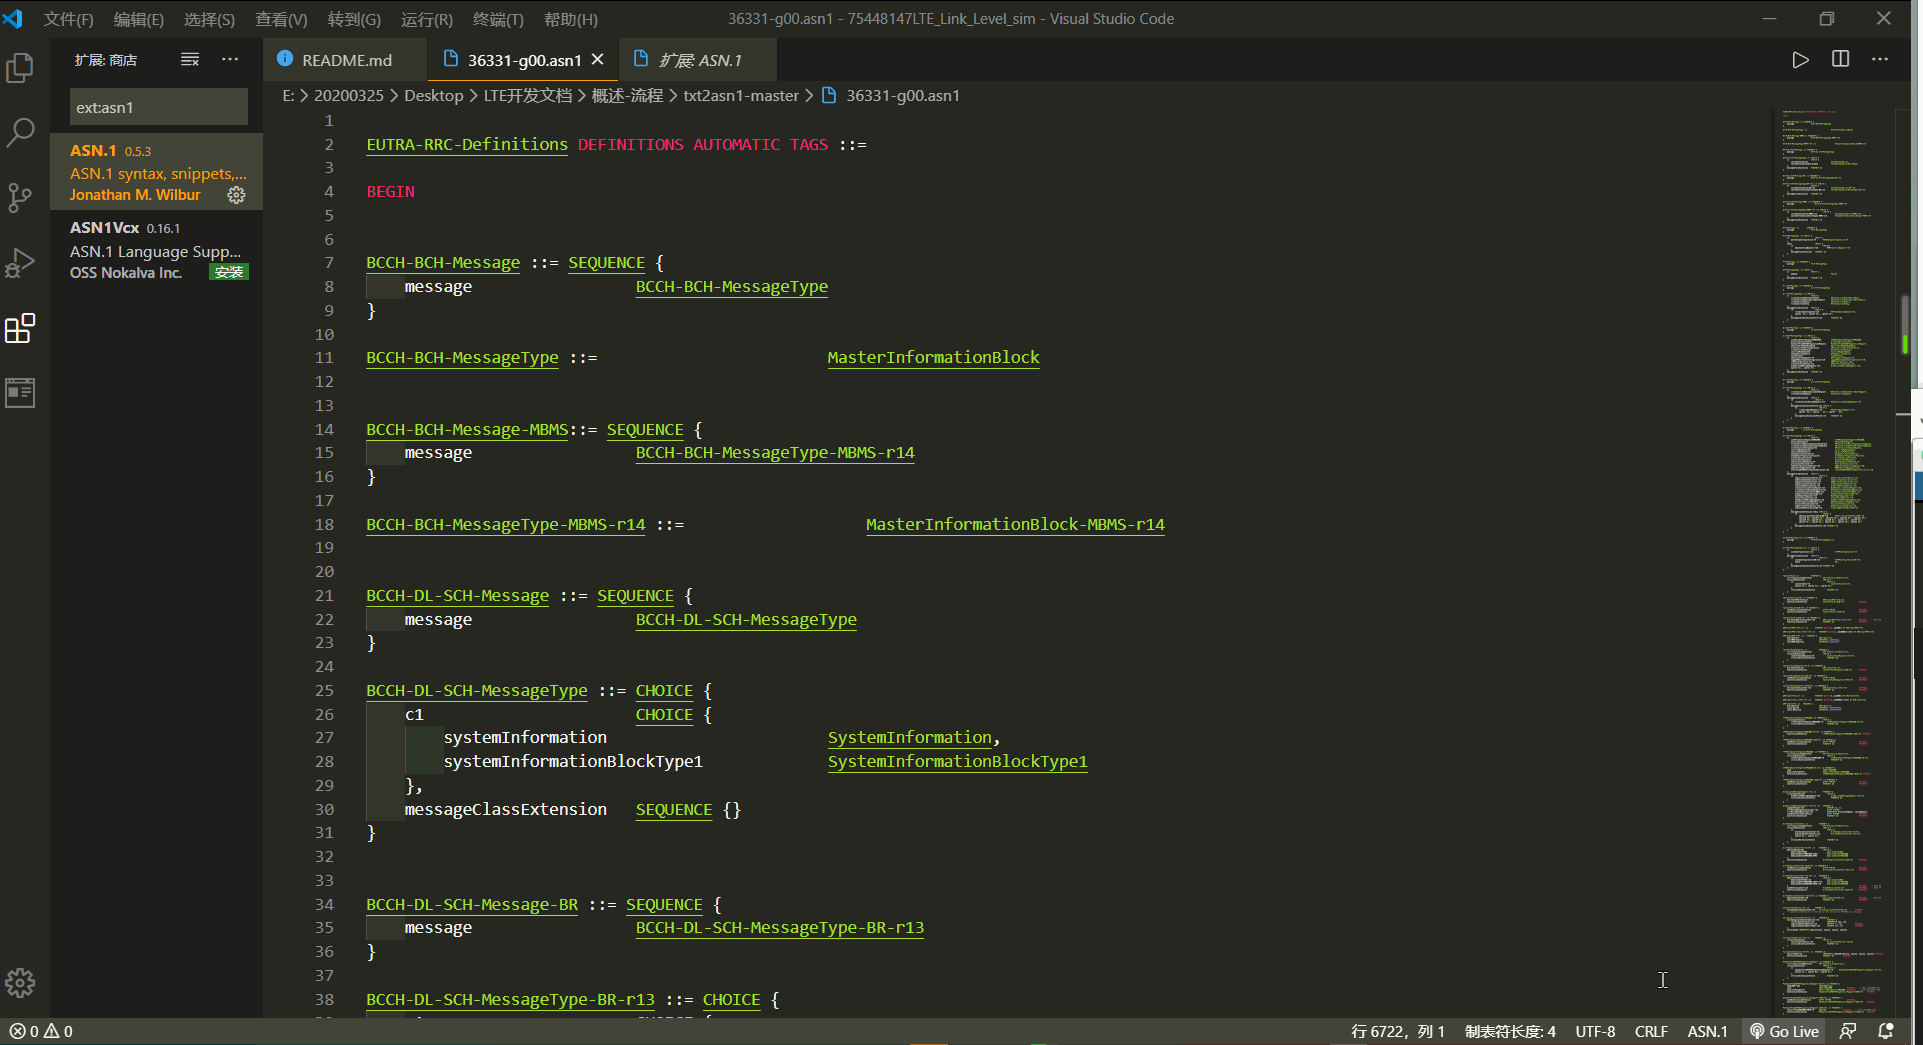 文件(F) 编辑(E) 选择(S) 查看(V) 转到(G) 运行(R) 终端(T) 帮助(H) 36331-g00.asn1 - 75448147LTE_Link_Level_sim - Visual Studio Code
扩展: 商店
README.md 36331-g00.asn1 扩展: ASN.1
E: > 20200325 > Desktop > LTE开发文档 > 概述-流程 > txt2asn1-master > 36331-g00.asn1
ext:asn1
ASN.1 0.5.3
ASN.1 syntax, snippets,...
Jonathan M. Wilbur
ASN1Vcx 0.16.1
ASN.1 Language Supp...
OSS Nokalva Inc. 安装
1
2 EUTRA-RRC-Definitions DEFINITIONS AUTOMATIC TAGS ::=
3
4 BEGIN
5
6
7 BCCH-BCH-Message ::= SEQUENCE {
8 message BCCH-BCH-MessageType
9 }
10
11 BCCH-BCH-MessageType ::= MasterInformationBlock
12
13
14 BCCH-BCH-Message-MBMS::= SEQUENCE {
15 message BCCH-BCH-MessageType-MBMS-r14
16 }
17
18 BCCH-BCH-MessageType-MBMS-r14 ::= MasterInformationBlock-MBMS-r14
19
20
21 BCCH-DL-SCH-Message ::= SEQUENCE {
22 message BCCH-DL-SCH-MessageType
23 }
24
25 BCCH-DL-SCH-MessageType ::= CHOICE {
26 c1 CHOICE {
27 systemInformation SystemInformation,
28 systemInformationBlockType1 SystemInformationBlockType1
29 },
30 messageClassExtension SEQUENCE {}
31 }
32
33
34 BCCH-DL-SCH-Message-BR ::= SEQUENCE {
35 message BCCH-DL-SCH-MessageType-BR-r13
36 }
37
38 BCCH-DL-SCH-MessageType-BR-r13 ::= CHOICE {
0 0 行 6722，列 1 制表符长度: 4 UTF-8 CRLF ASN.1 Go Live